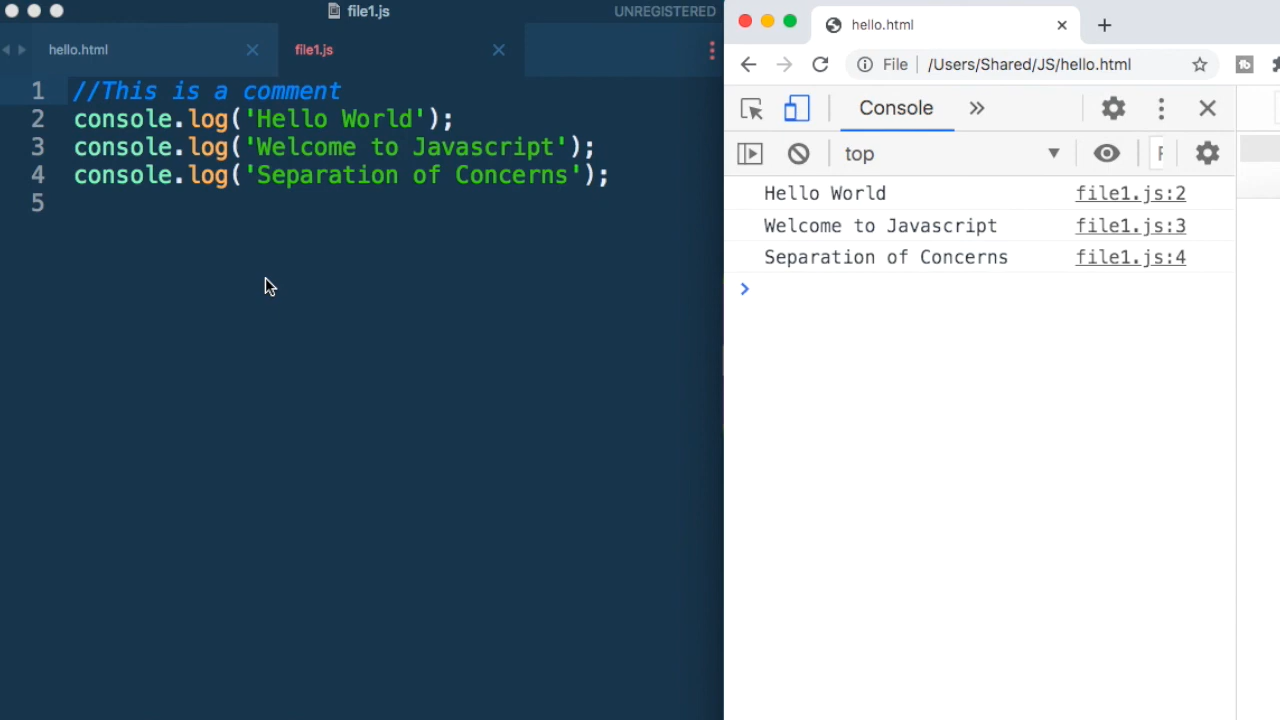 file1.js
UNREGISTERED
hello.html
file1.js
1 //This is a comment
2 console.log('Hello World');
3 console.log('Welcome to Javascript');
4 console.log('Separation of Concerns');
5
hello.html
File /Users/Shared/JS/hello.html
Console
top
Hello World file1.js:2
Welcome to Javascript file1.js:3
Separation of Concerns file1.js:4